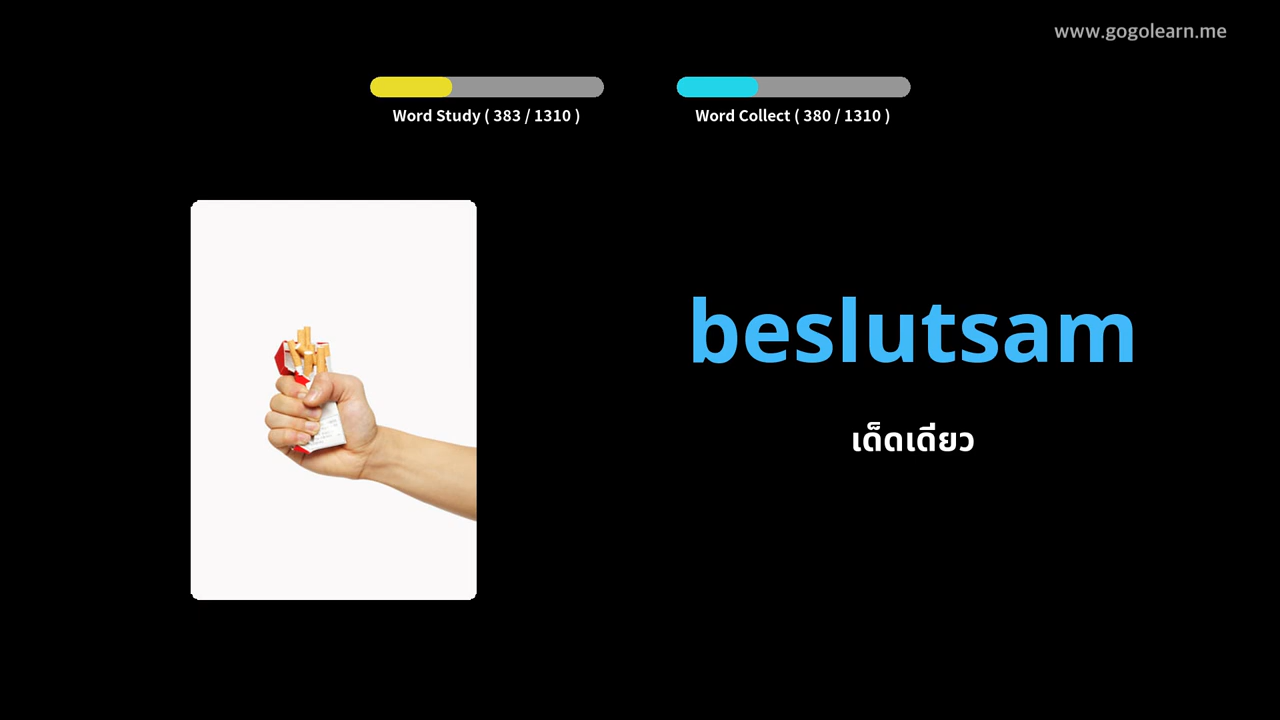 www.gogolearn.me
Word Study ( 383 / 1310 )
Word Collect ( 380 / 1310 )
beslutsam
เด็ดเดี่ยว